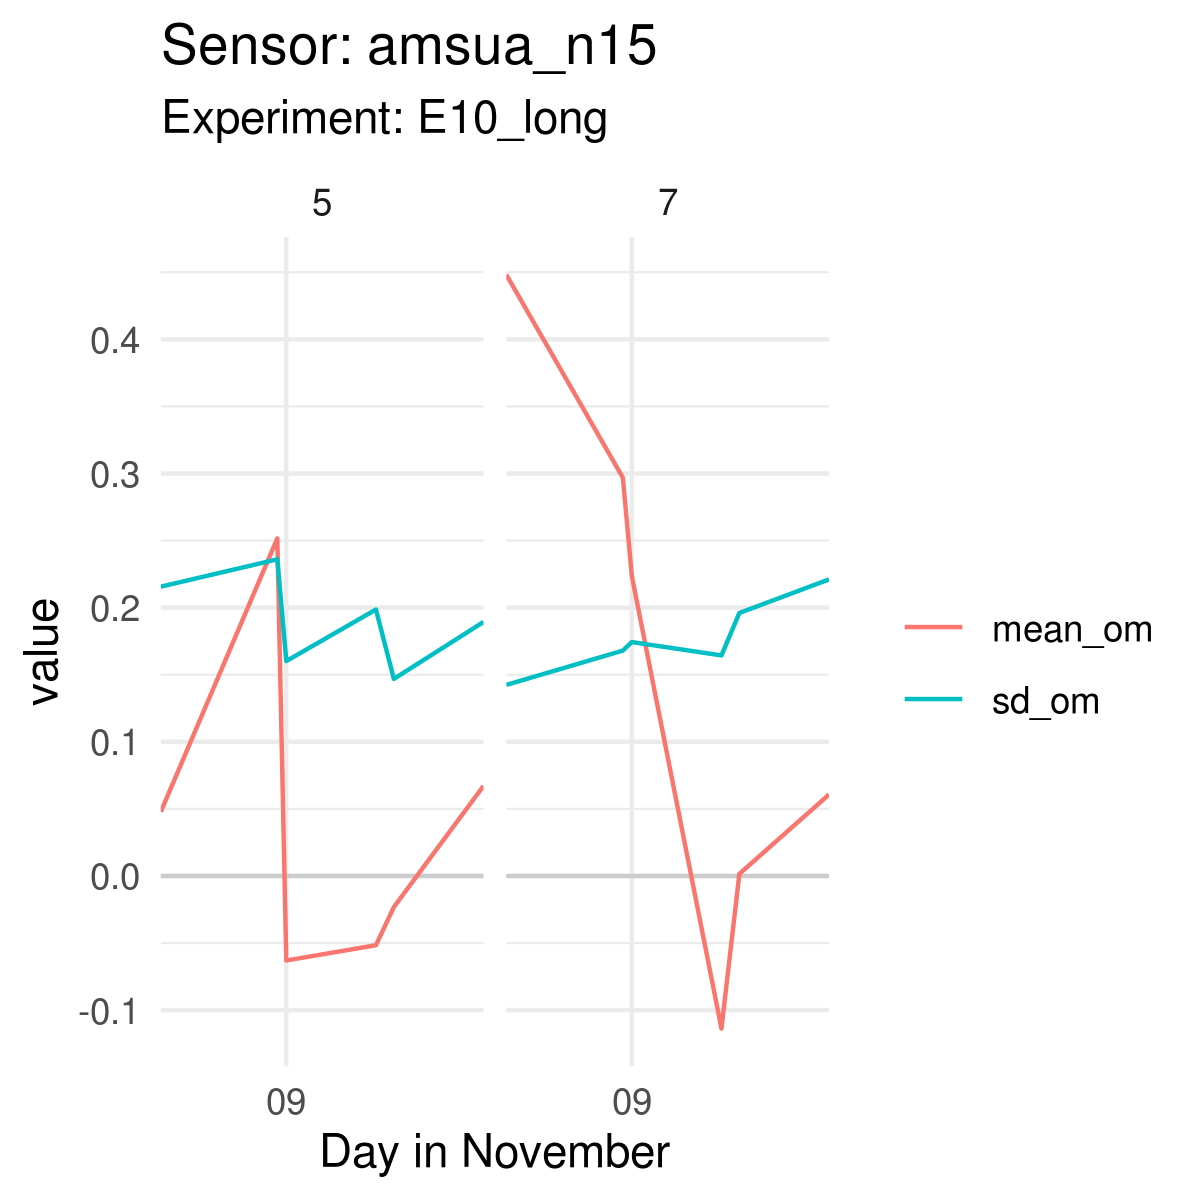 Sensor: amsua_n15
Experiment: E10_long
5
7
0.4
0.3
0.2
0.1
0.0
-0.1
value
mean_om
sd_om
09
09
Day in November